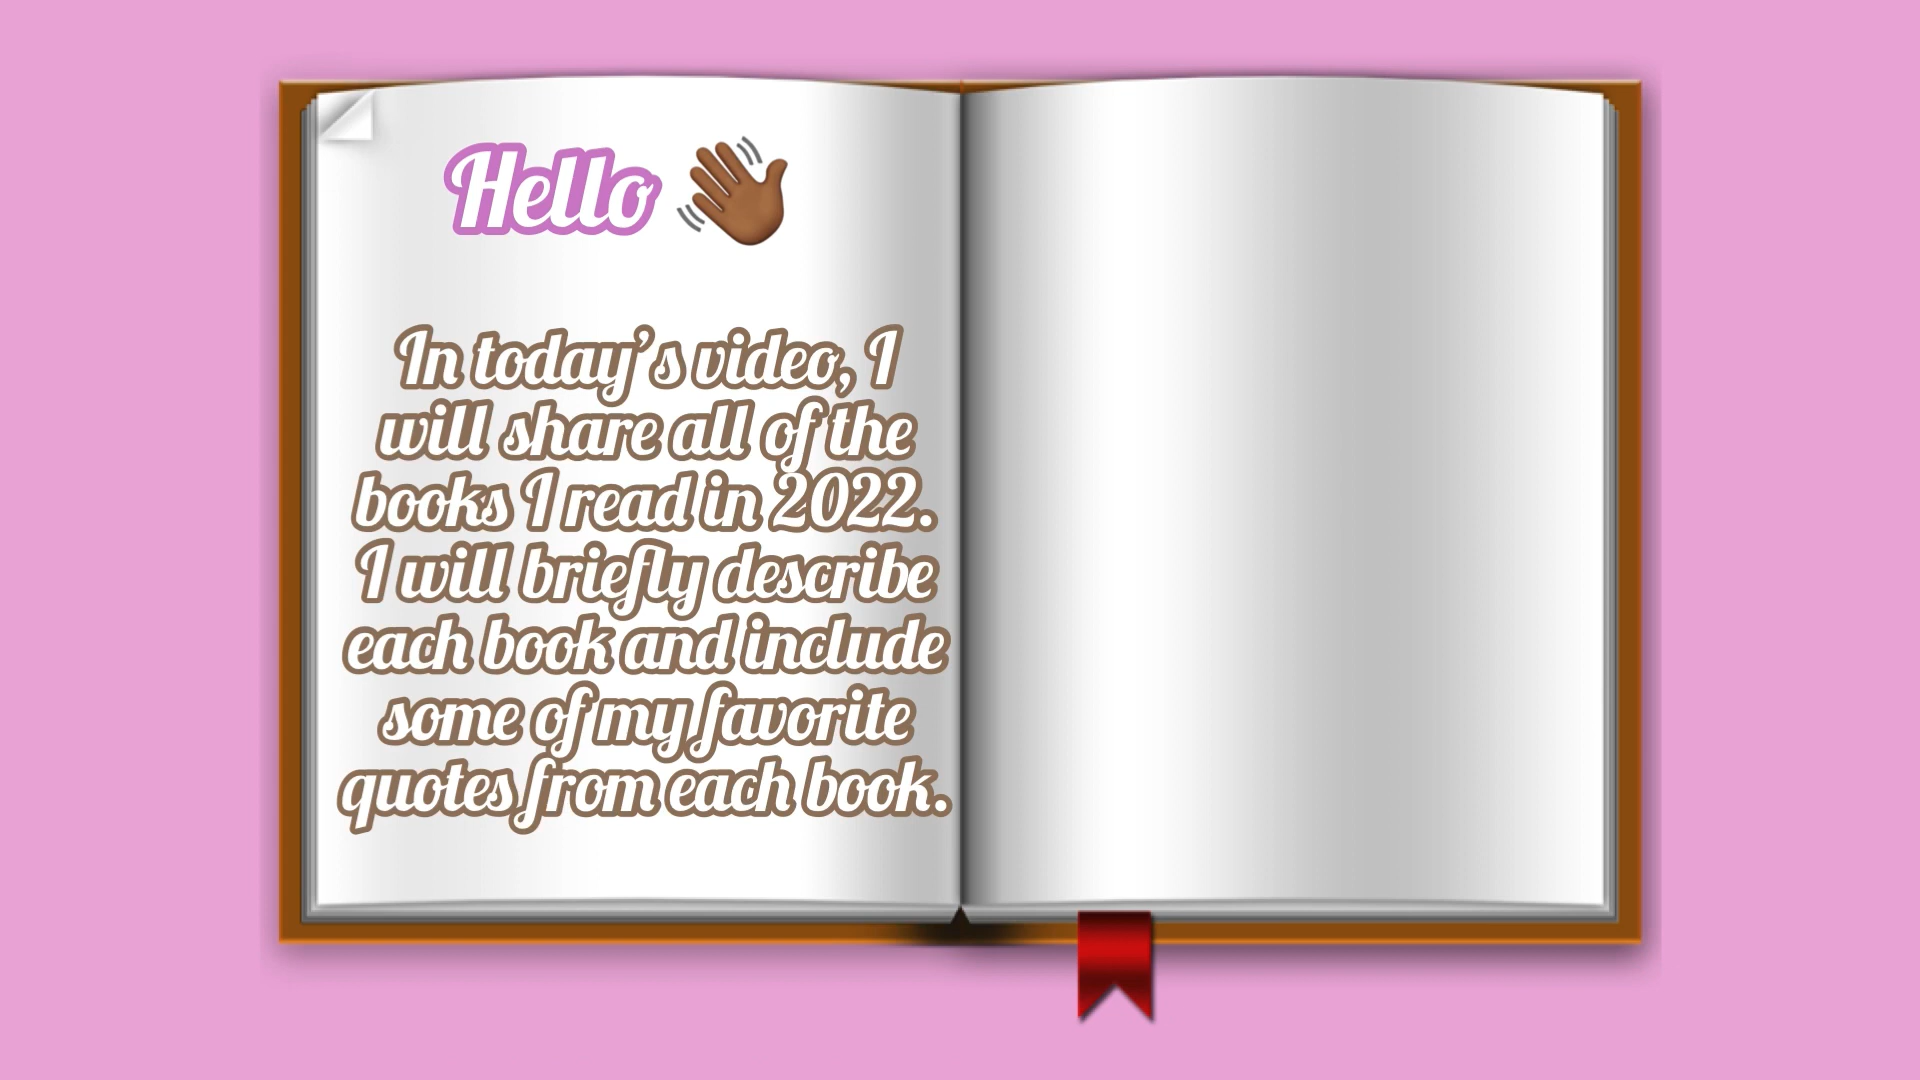 Hello 👋🏾
In today's video, I
will share all of the
books I read in 2022.
I will briefly describe
each book and include
some of my favorite
quotes from each book.